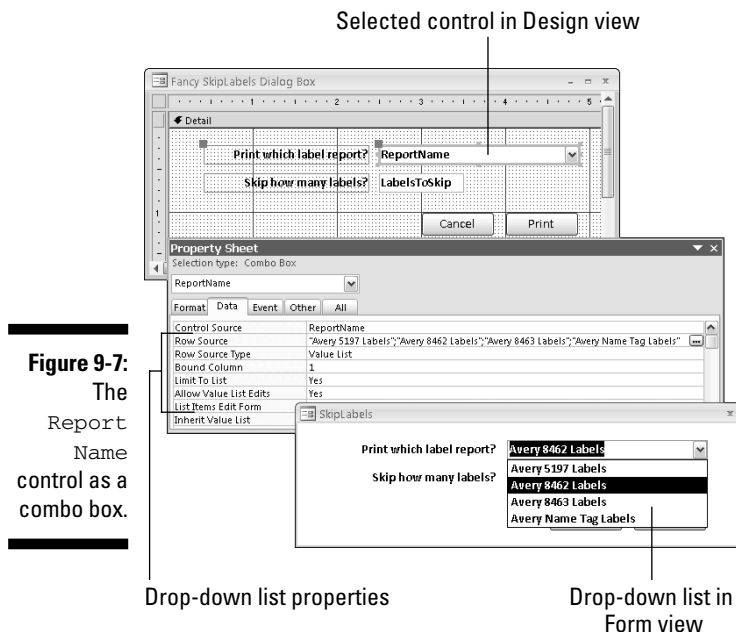 Selected control in Design view
Fancy SkipLabels Dialog Box
1 2 3 4 5
Detail
Print which label report? ReportName
Skip how many labels? LabelsToSkip
1
Cancel Print
Property Sheet
Selection type: Combo Box
ReportName
Format Data Event Other All
Control Source ReportName
Row Source "Avery 5197 Labels";"Avery 8462 Labels";"Avery 8463 Labels";"Avery Name Tag Labels"
Row Source Type Value List
Bound Column 1
Limit To List Yes
Allow Value List Edits Yes
List Items Edit Form
Inherit Value List
SkipLabels
Print which label report? Avery 8462 Labels
Skip how many labels?
Avery 5197 Labels
Avery 8462 Labels
Avery 8463 Labels
Avery Name Tag Labels
Figure 9-7:
The
Report
Name
control as a
combo box.
Drop-down list properties
Drop-down list in
Form view